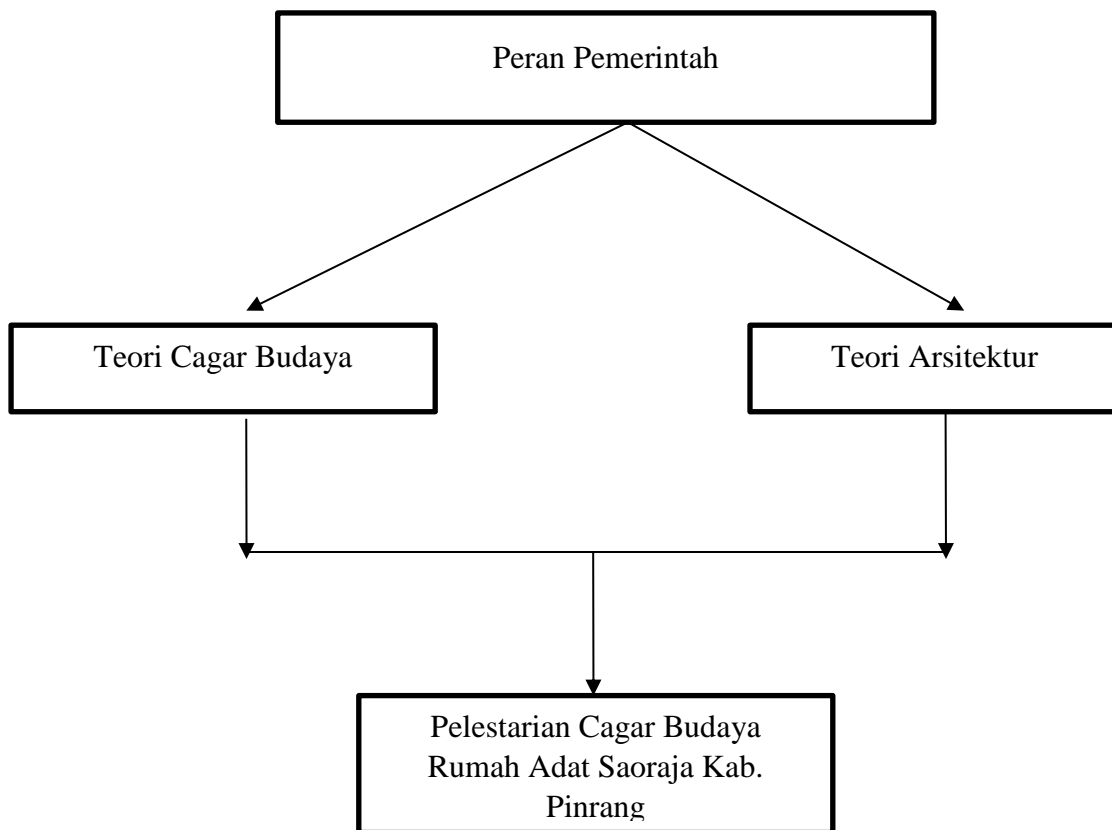 Peran Pemerintah
Teori Cagar Budaya
Teori Arsitektur
Pelestarian Cagar Budaya
Rumah Adat Saoraja Kab.
Pinrang